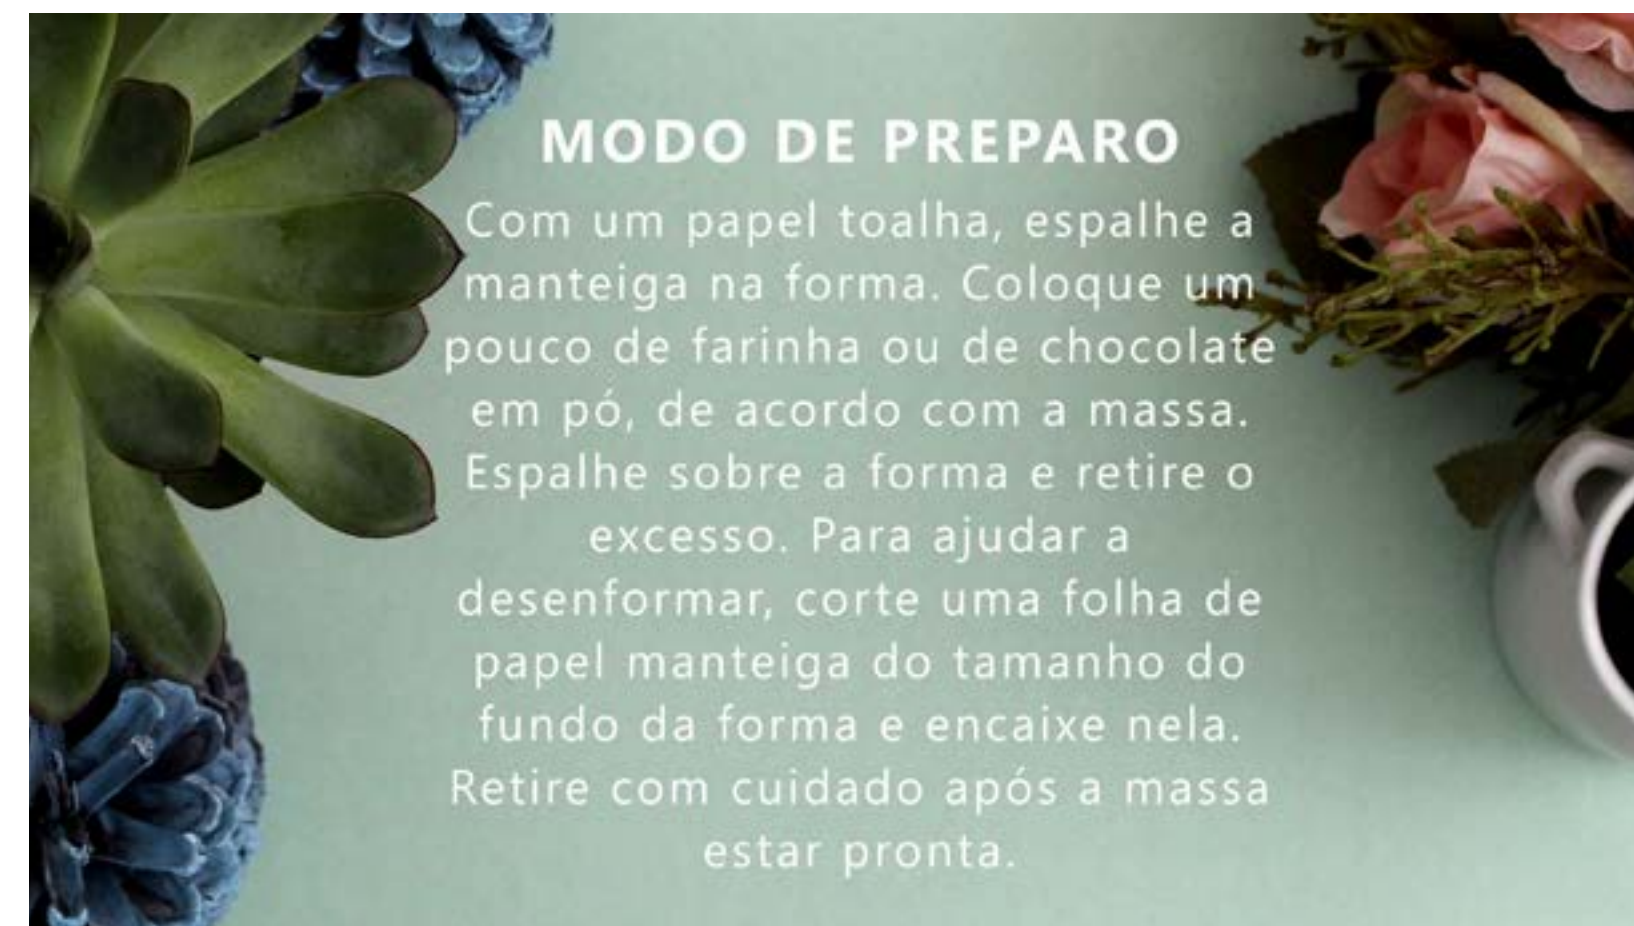 MODO DE PREPARO
Com um papel toalha, espalhe a
manteiga na forma. Coloque um
pouco de farinha ou de chocolate
em pó, de acordo com a massa.
Espalhe sobre a forma e retire o
excesso. Para ajudar a
desenformar, corte uma folha de
papel manteiga do tamanho do
fundo da forma e encaixe nela.
Retire com cuidado após a massa
estar pronta.